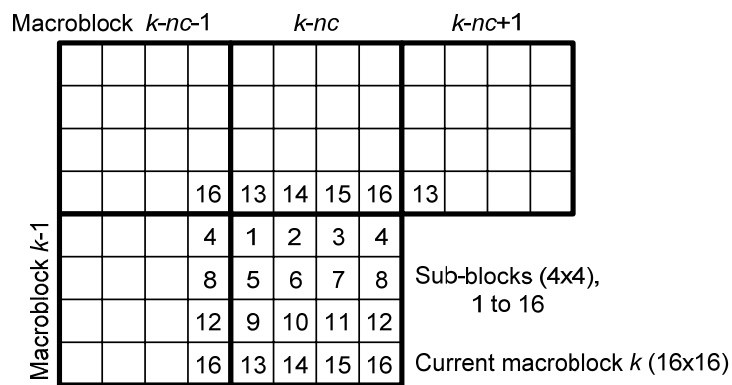 Macroblock k-nc-1 k-nc k-nc+1
16 13 14 15 16 13
4 1 2 3 4
8 5 6 7 8
12 9 10 11 12
16 13 14 15 16
Macroblock k-1
Sub-blocks (4x4),
1 to 16
Current macroblock k (16x16)